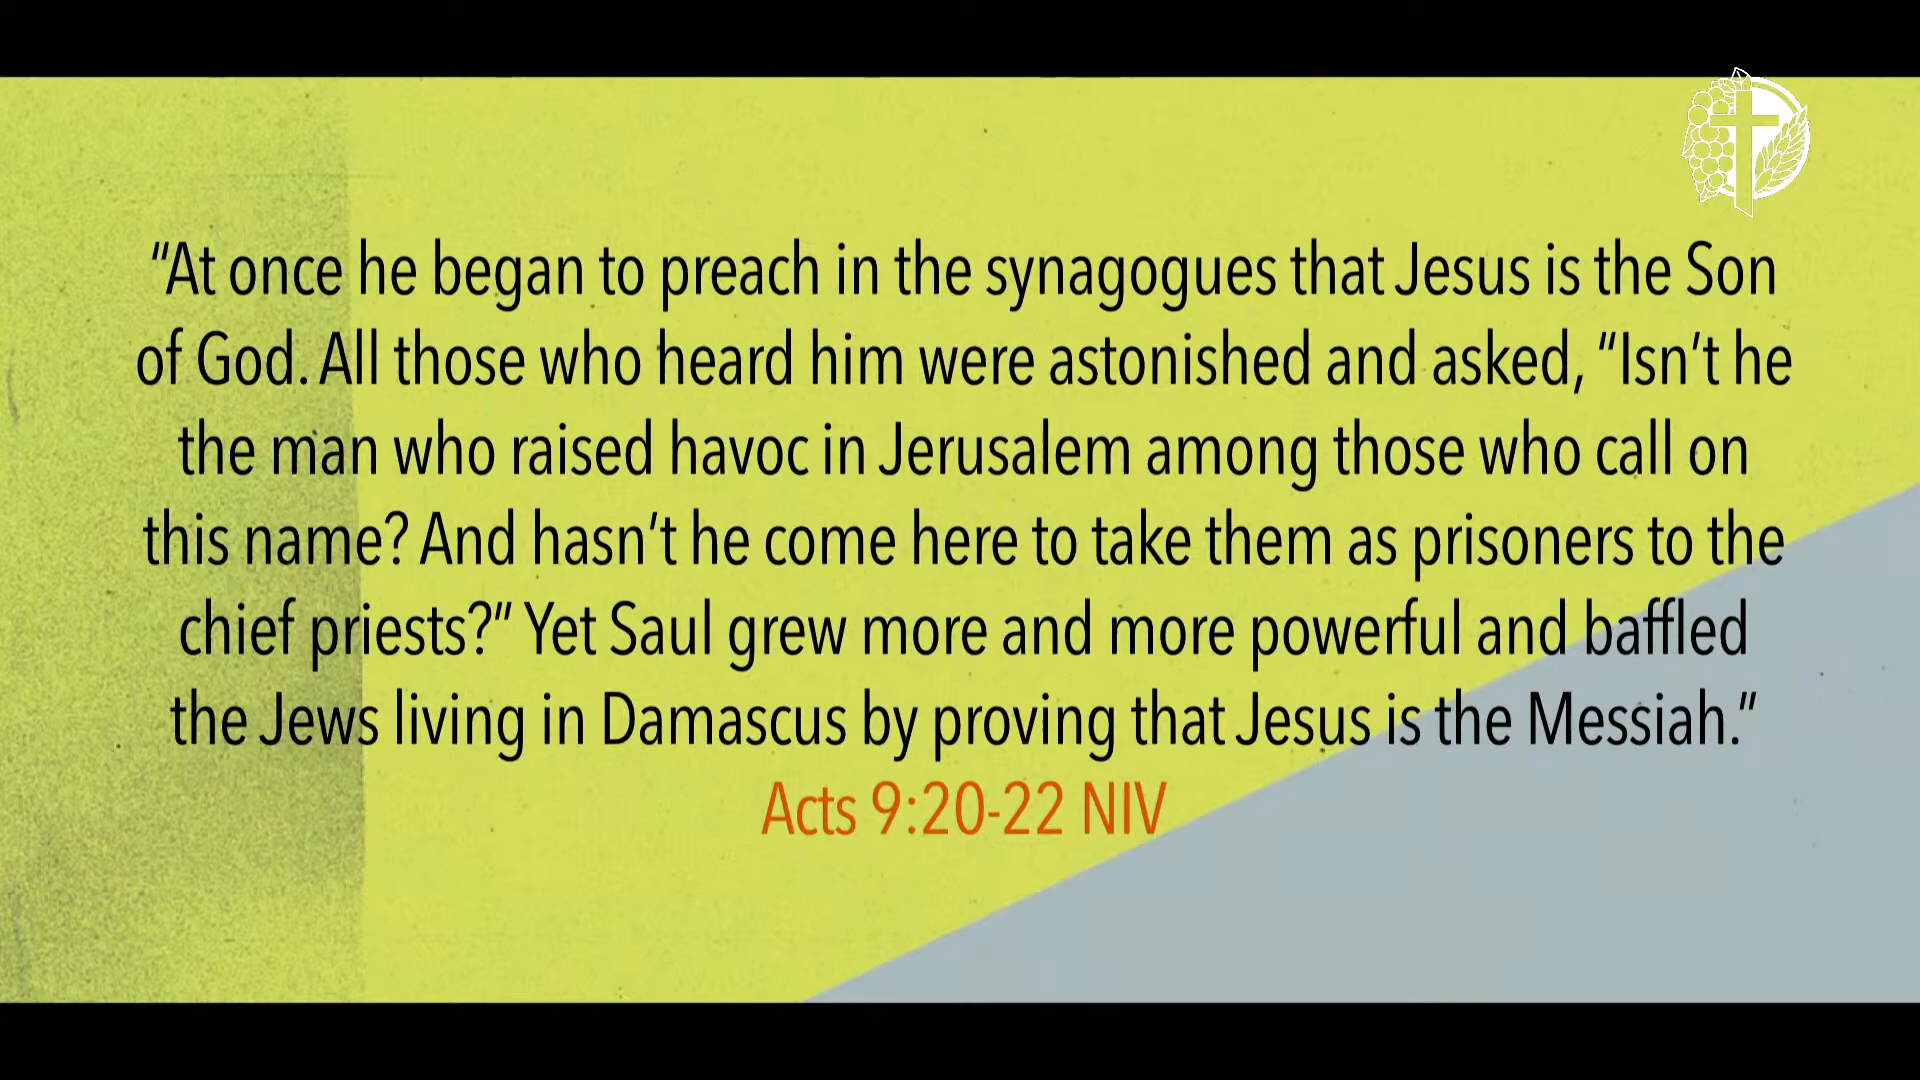 “At once he began to preach in the synagogues that Jesus is the Son
of God. All those who heard him were astonished and asked, “Isn’t he
the man who raised havoc in Jerusalem among those who call on
this name? And hasn’t he come here to take them as prisoners to the
chief priests?” Yet Saul grew more and more powerful and baffled
the Jews living in Damascus by proving that Jesus is the Messiah.”
Acts 9:20-22 NIV